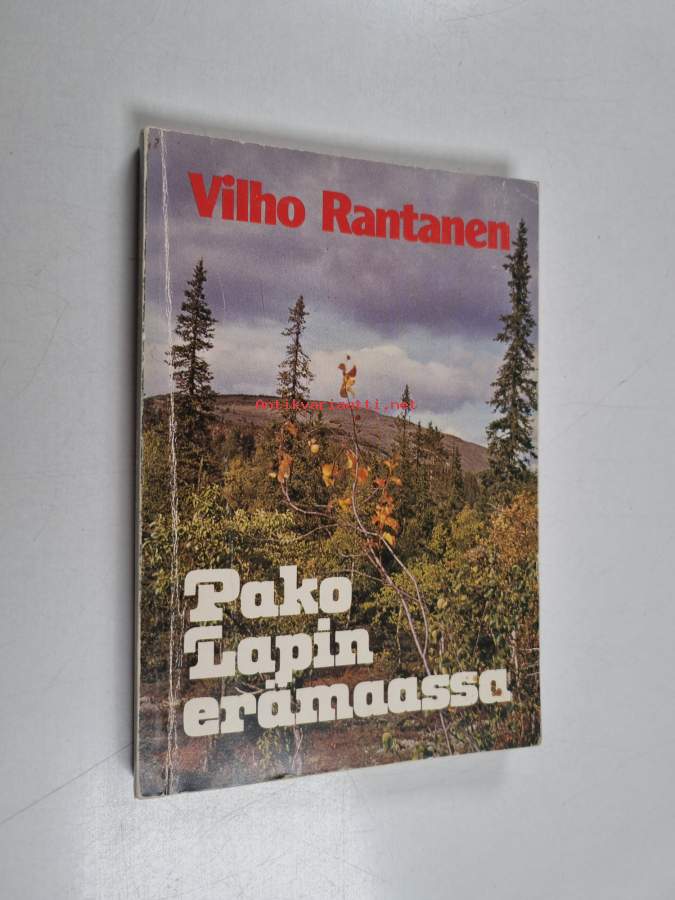 Vilho Rantanen
Antikvariaatti.net
Pako
Lapin
erämaassa